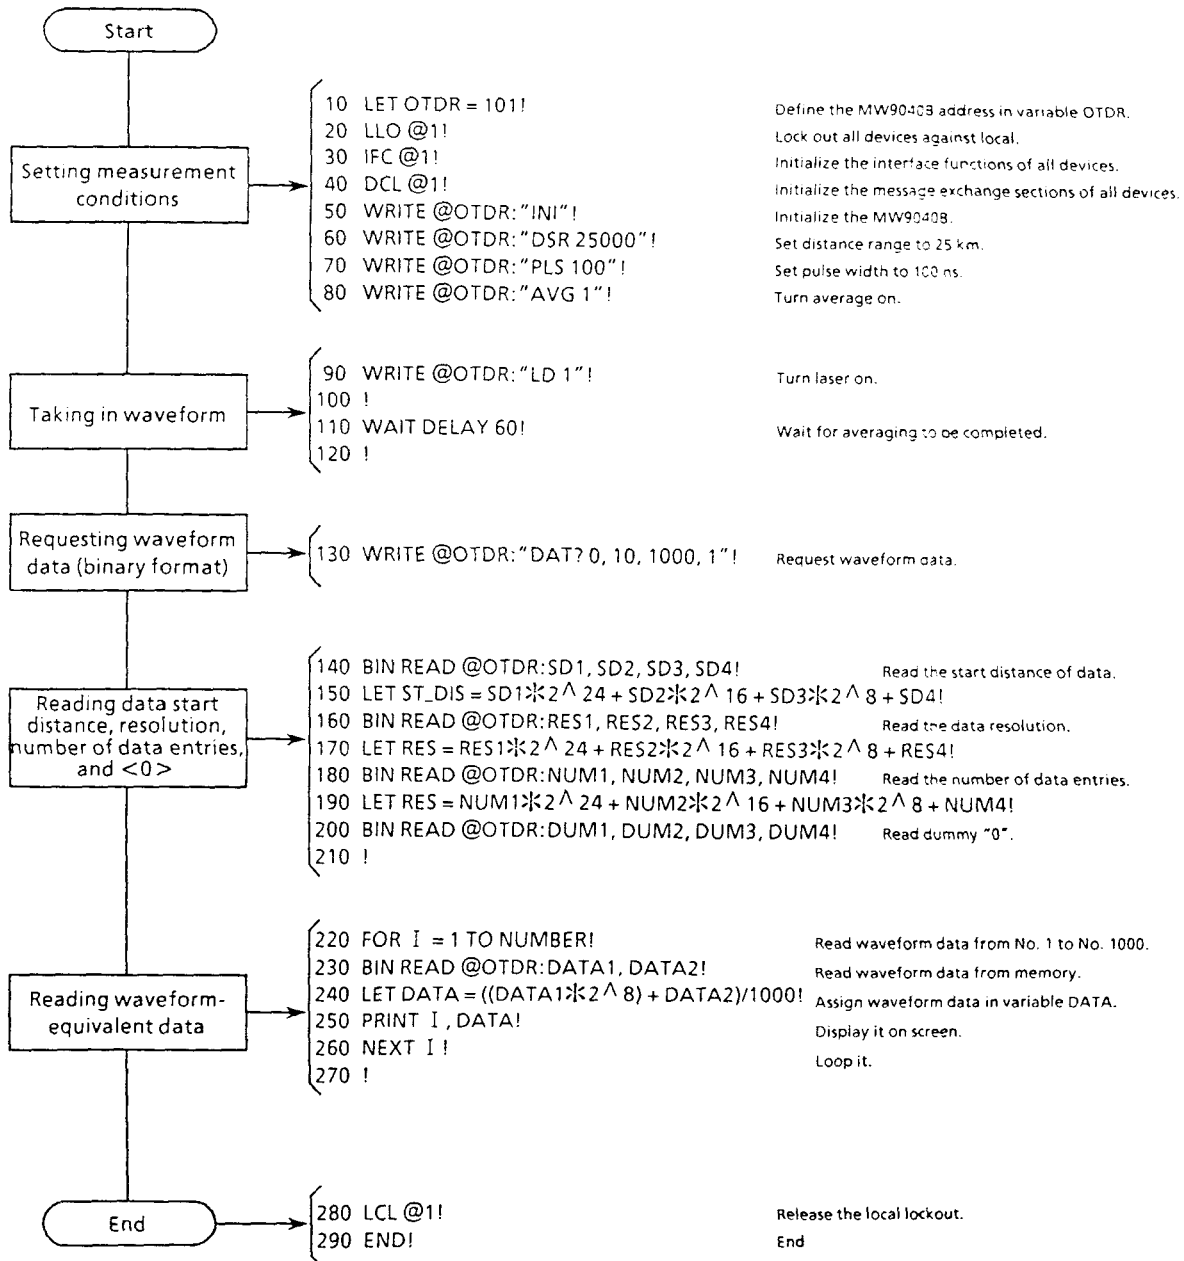 Start
Setting measurement
conditions
10 LET OTDR = 101! Define the MW9040B address in variable OTDR.
20 LLO @1! Lock out all devices against local.
30 IFC @1! Initialize the interface functions of all devices.
40 DCL @1! Initialize the message exchange sections of all devices.
50 WRITE @OTDR: "INI"! Initialize the MW9040B.
60 WRITE @OTDR: "DSR 25000"! Set distance range to 25 km.
70 WRITE @OTDR: "PLS 100"! Set pulse width to 100 ns.
80 WRITE @OTDR: "AVG 1"! Turn average on.
Taking in waveform
90 WRITE @OTDR: "LD 1"! Turn laser on.
100 !
110 WAIT DELAY 60! Wait for averaging to be completed.
120 !
Requesting waveform
data (binary format)
130 WRITE @OTDR: "DAT? 0, 10, 1000, 1"! Request waveform data.
Reading data start
distance, resolution,
number of data entries,
and <0>
140 BIN READ @OTDR:SD1, SD2, SD3, SD4! Read the start distance of data.
150 LET ST_DIS = SD1*2^24 + SD2*2^16 + SD3*2^8 + SD4!
160 BIN READ @OTDR:RES1, RES2, RES3, RES4! Read the data resolution.
170 LET RES = RES1*2^24 + RES2*2^16 + RES3*2^8 + RES4!
180 BIN READ @OTDR:NUM1, NUM2, NUM3, NUM4! Read the number of data entries.
190 LET RES = NUM1*2^24 + NUM2*2^16 + NUM3*2^8 + NUM4!
200 BIN READ @OTDR:DUM1, DUM2, DUM3, DUM4! Read dummy "0".
210 !
Reading waveform-
equivalent data
220 FOR I = 1 TO NUMBER! Read waveform data from No. 1 to No. 1000.
230 BIN READ @OTDR:DATA1, DATA2! Read waveform data from memory.
240 LET DATA = ((DATA1*2^8) + DATA2)/1000! Assign waveform data in variable DATA.
250 PRINT I , DATA! Display it on screen.
260 NEXT I ! Loop it.
270 !
End
280 LCL @1! Release the local lockout.
290 END! End